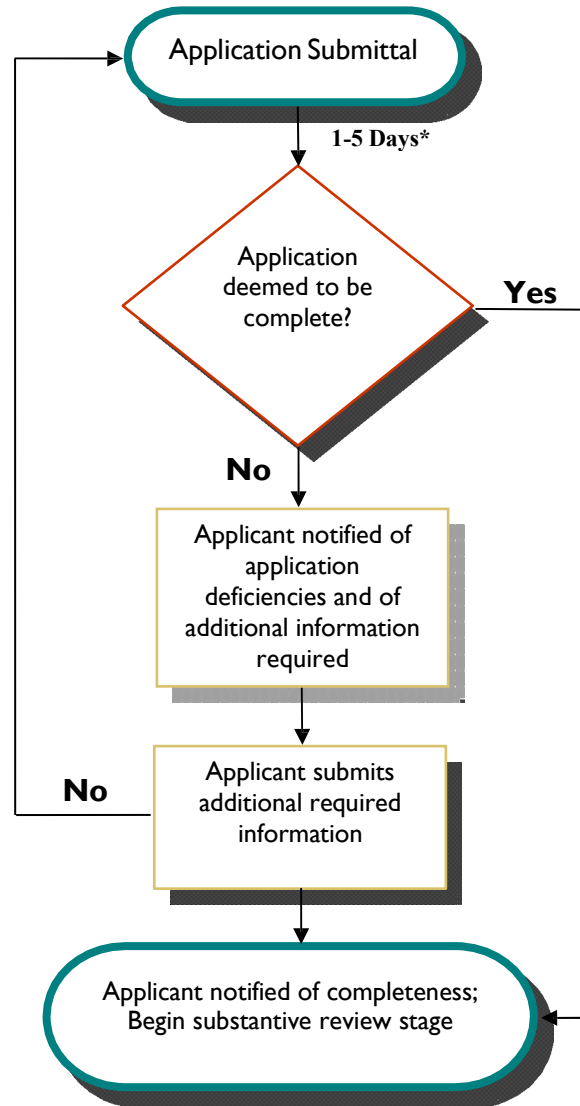 Application Submittal
1-5 Days*
Application
deemed to be
complete?
Yes
No
Applicant notified of
application
deficiencies and of
additional information
required
Applicant submits
additional required
information
No
Applicant notified of completeness;
Begin substantive review stage